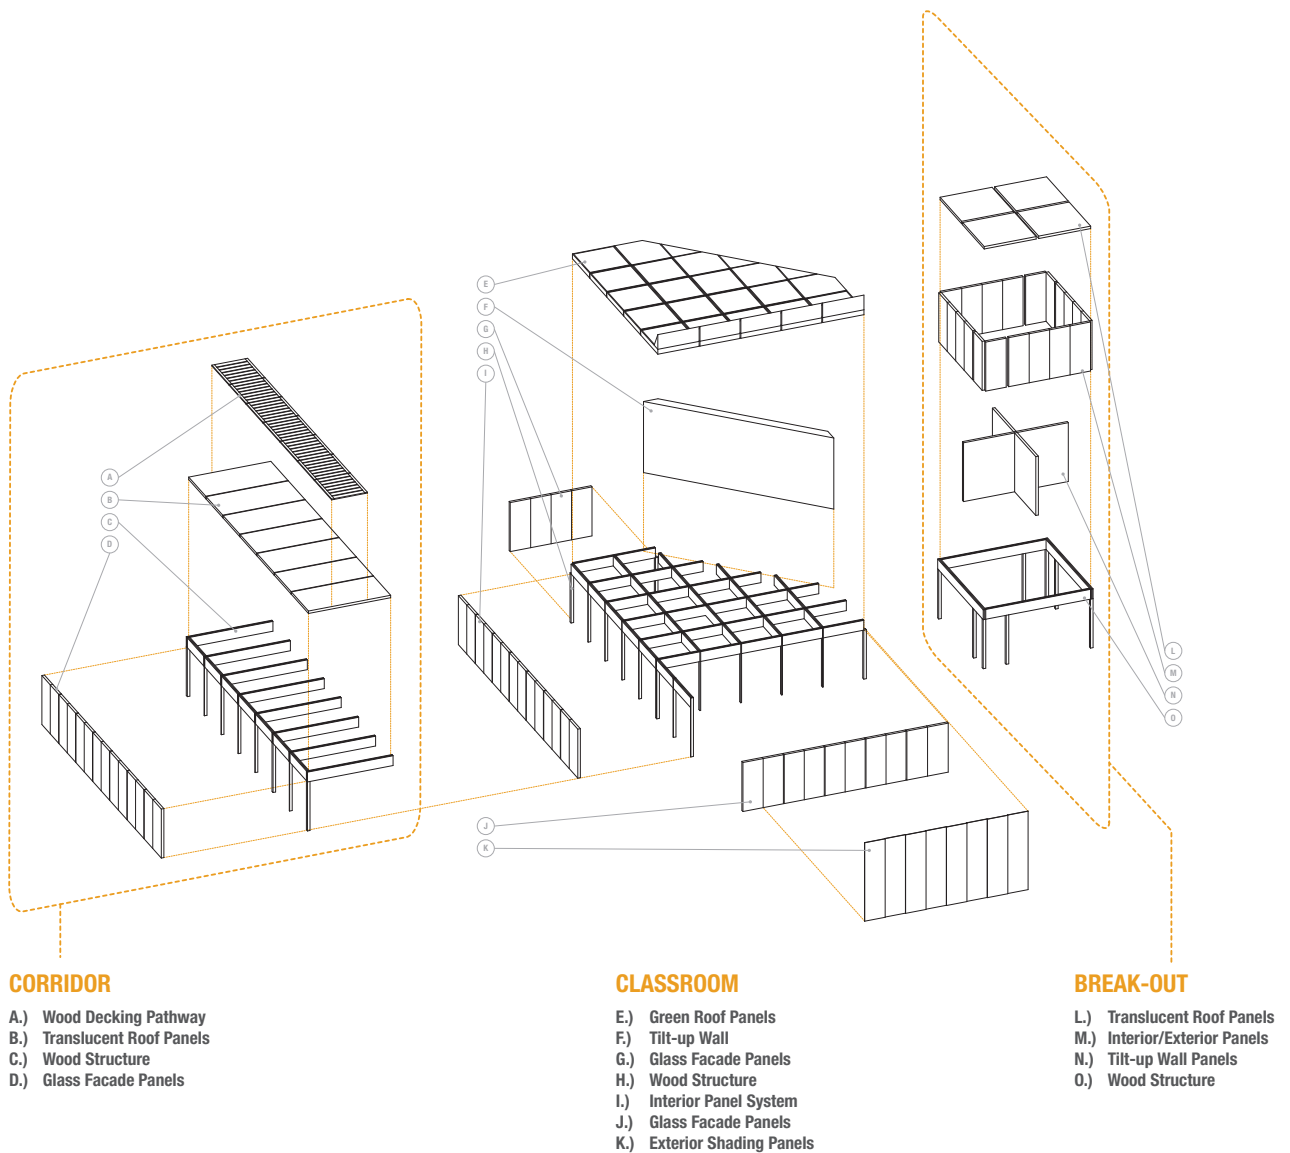 E
F
G
H
I
A
B
C
D
L
M
N
O
J
K
CORRIDOR
A.) Wood Decking Pathway
B.) Translucent Roof Panels
C.) Wood Structure
D.) Glass Facade Panels
CLASSROOM
E.) Green Roof Panels
F.) Tilt-up Wall
G.) Glass Facade Panels
H.) Wood Structure
I.) Interior Panel System
J.) Glass Facade Panels
K.) Exterior Shading Panels
BREAK-OUT
L.) Translucent Roof Panels
M.) Interior/Exterior Panels
N.) Tilt-up Wall Panels
O.) Wood Structure